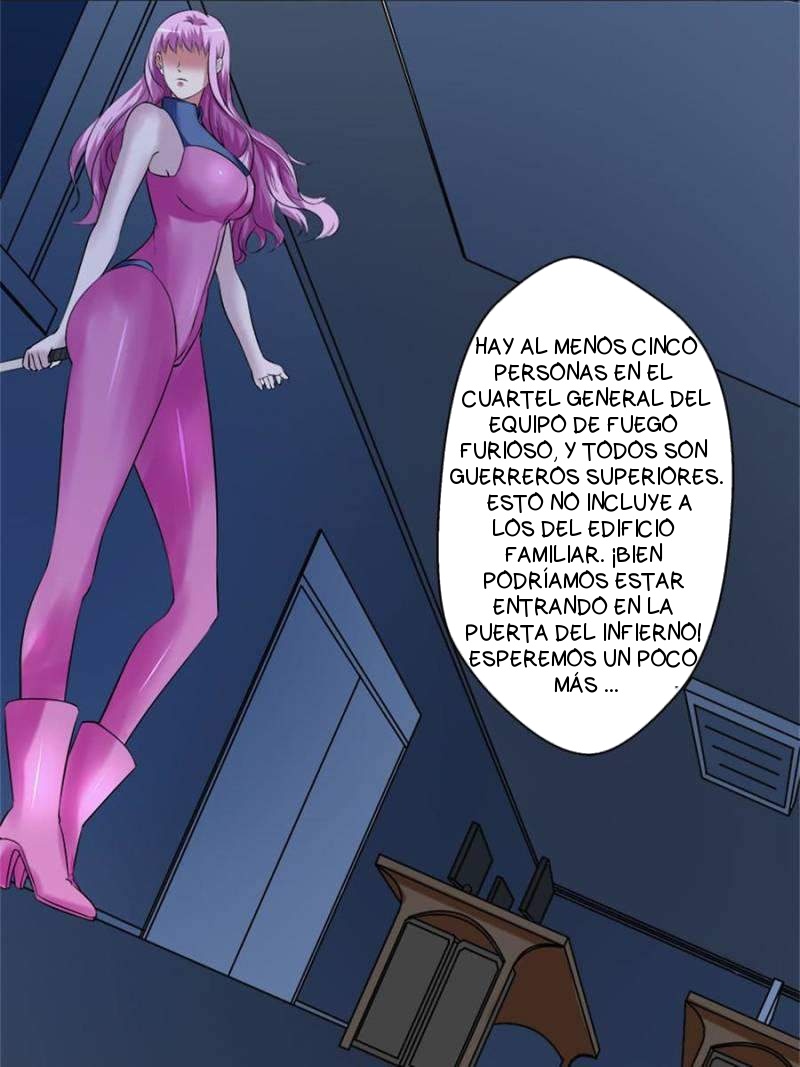 HAY AL MENOS CINCO
PERSONAS EN EL
CUARTEL GENERAL DEL
EQUIPO DE FUEGO
FURIOSO, Y TODOS SON
GUERREROS SUPERIORES.
ESTO NO INCLUYE A
LOS DEL EDIFICIO
FAMILIAR. ¡BIEN
PODRÍAMOS ESTAR
ENTRANDO EN LA
PUERTA DEL INFIERNO!
ESPEREMOS UN POCO
MÁS ...